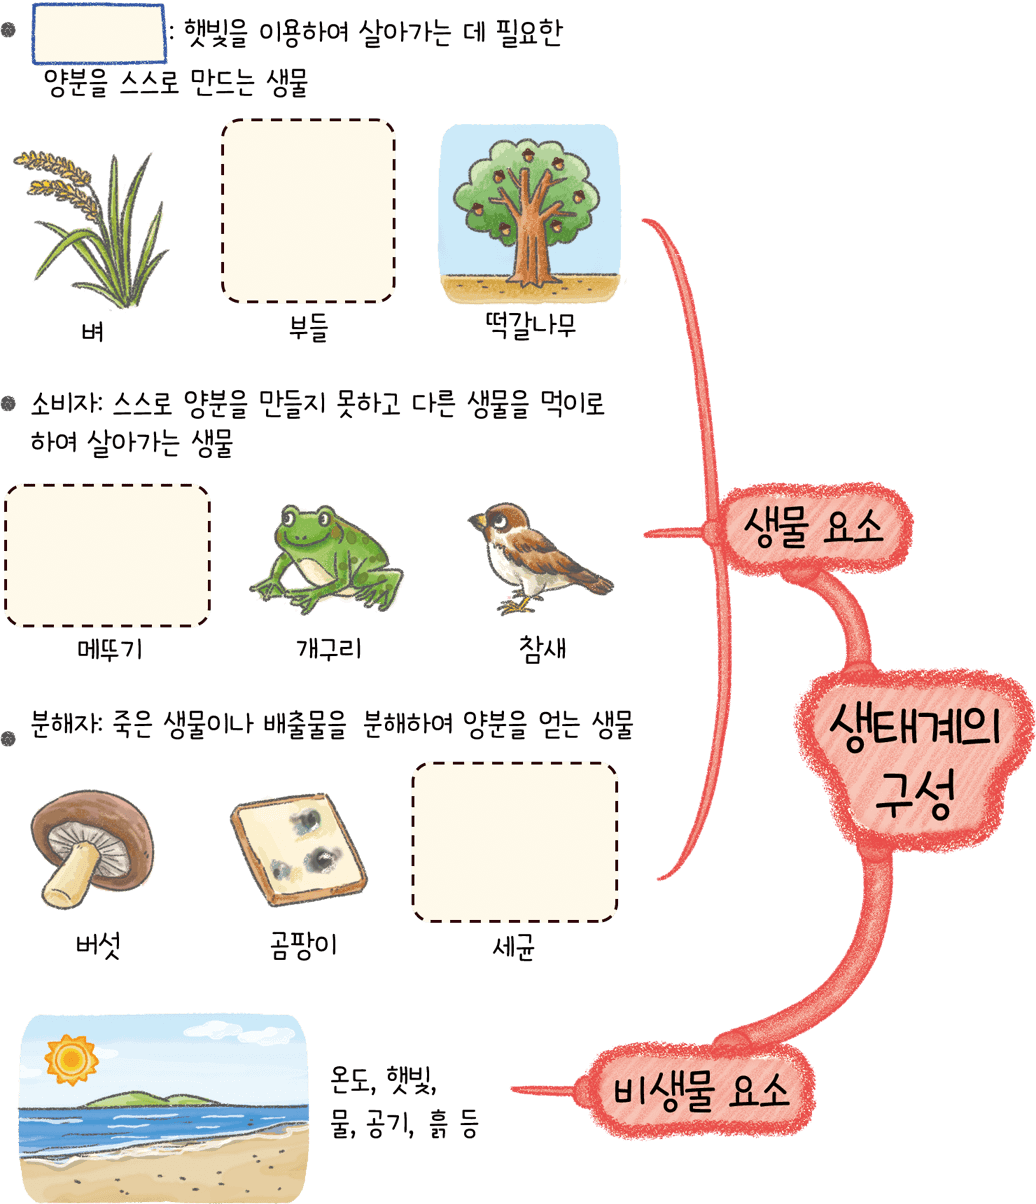 : 햇빛을 이용하여 살아가는 데 필요한
양분을 스스로 만드는 생물
벼
부들
떡갈나무
소비자: 스스로 양분을 만들지 못하고 다른 생물을 먹이로
하여 살아가는 생물
메뚜기
개구리
참새
분해자: 죽은 생물이나 배출물을 분해하여 양분을 얻는 생물
버섯
곰팡이
세균
온도, 햇빛,
물, 공기, 흙 등
생물 요소
생태계의
구성
비생물 요소